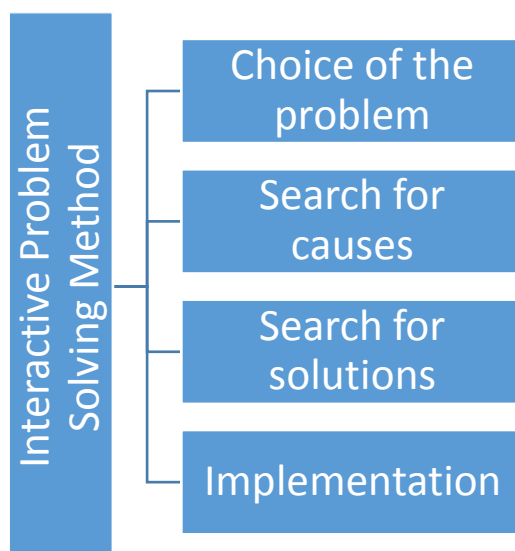 Interactive Problem
Solving Method
Choice of the
problem
Search for
causes
Search for
solutions
Implementation